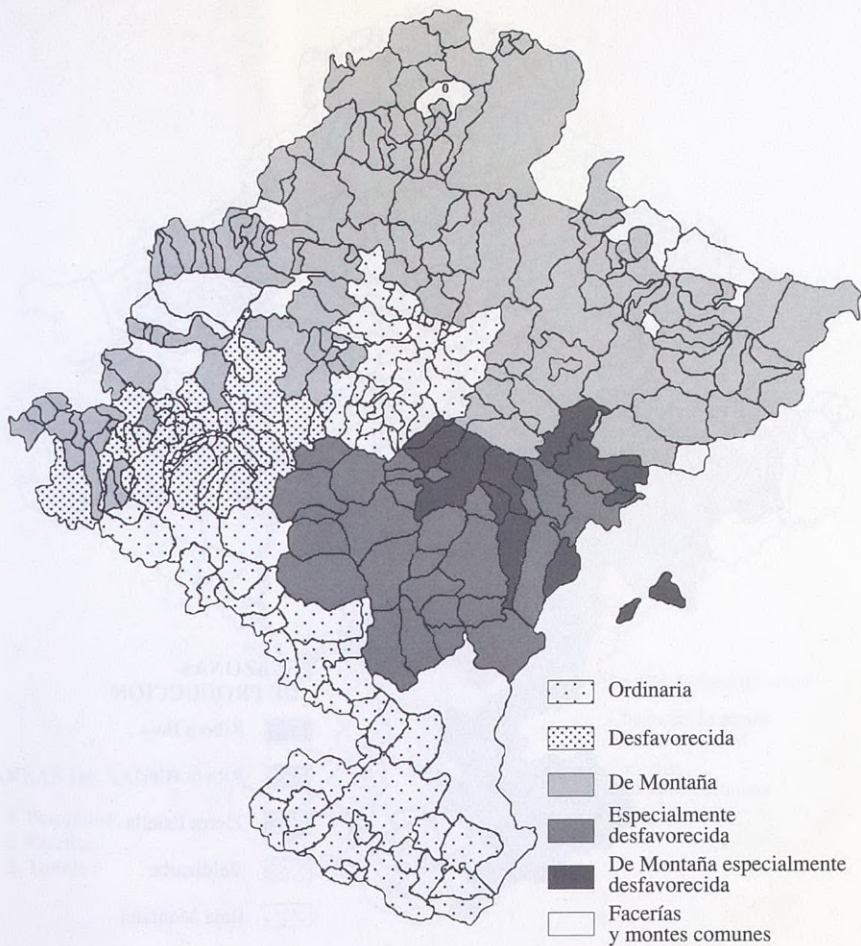 Ordinaria
Desfavorecida
De Montaña
Especialmente
desfavorecida
De Montaña especialmente
desfavorecida
Facerías
y montes comunes